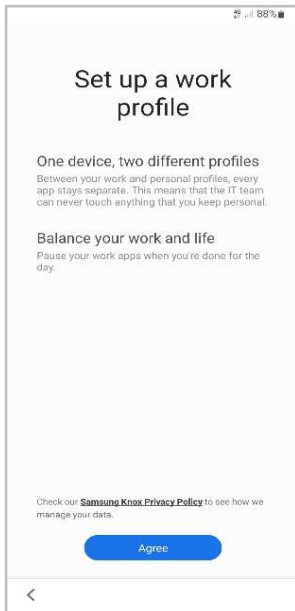 88%
Set up a work
profile
One device, two different profiles
Between your work and personal profiles, every
app stays separate. This means that the IT team
can never touch anything that you keep personal.
Balance your work and life
Pause your work apps when you're done for the
day.
Check our Samsung Knox Privacy Policy to see how we
manage your data.
Agree